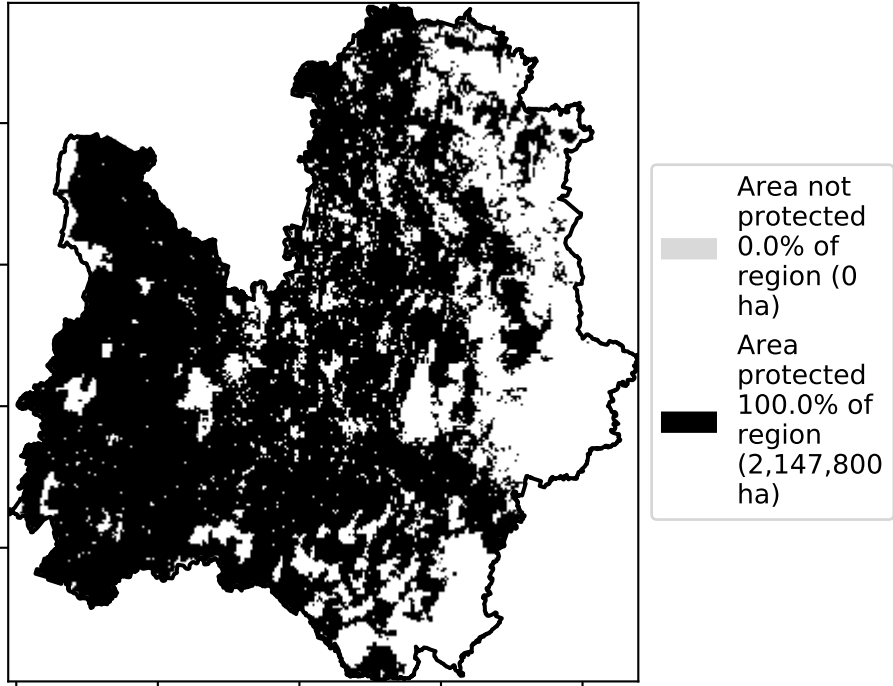 Area not
protected
0.0% of
region (0
ha)
Area
protected
100.0% of
region
(2,147,800
ha)